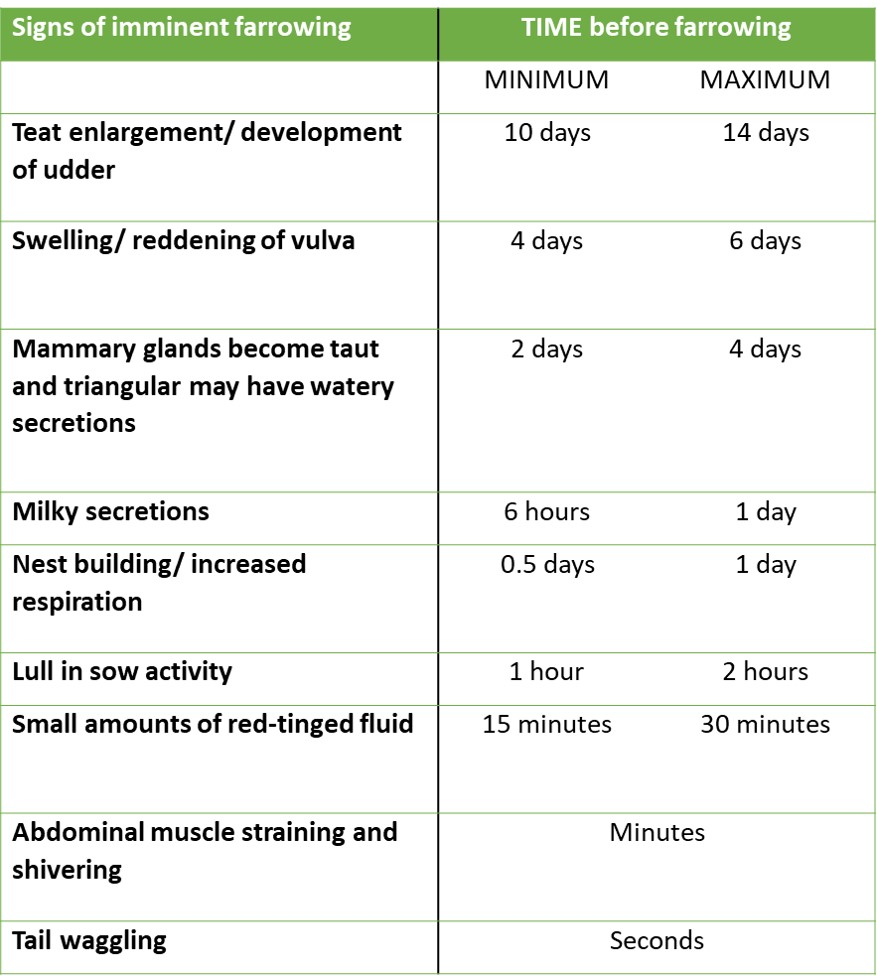 Signs of imminent farrowing TIME before farrowing
MINIMUM MAXIMUM
Teat enlargement/ development 10 days 14 days
of udder
Swelling/ reddening of vulva 4 days 6 days
Mammary glands become taut 2 days 4 days
and triangular may have watery
secretions
Milky secretions 6 hours 1 day
Nest building/ increased 0.5 days 1 day
respiration
Lull in sow activity 1 hour 2 hours
Small amounts of red-tinged fluid 15 minutes 30 minutes
Abdominal muscle straining and Minutes
shivering
Tail waggling Seconds